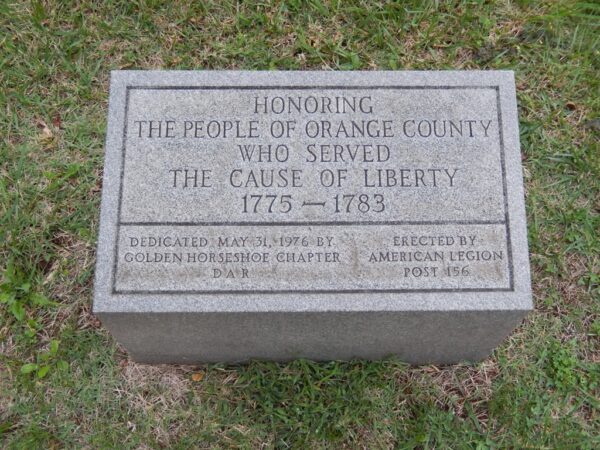 HONORING
THE PEOPLE OF ORANGE COUNTY
WHO SERVED
THE CAUSE OF LIBERTY
1775 — 1783
DEDICATED MAY 31, 1976 BY
GOLDEN HORSESHOE CHAPTER
D A R
ERECTED BY
AMERICAN LEGION
POST 156